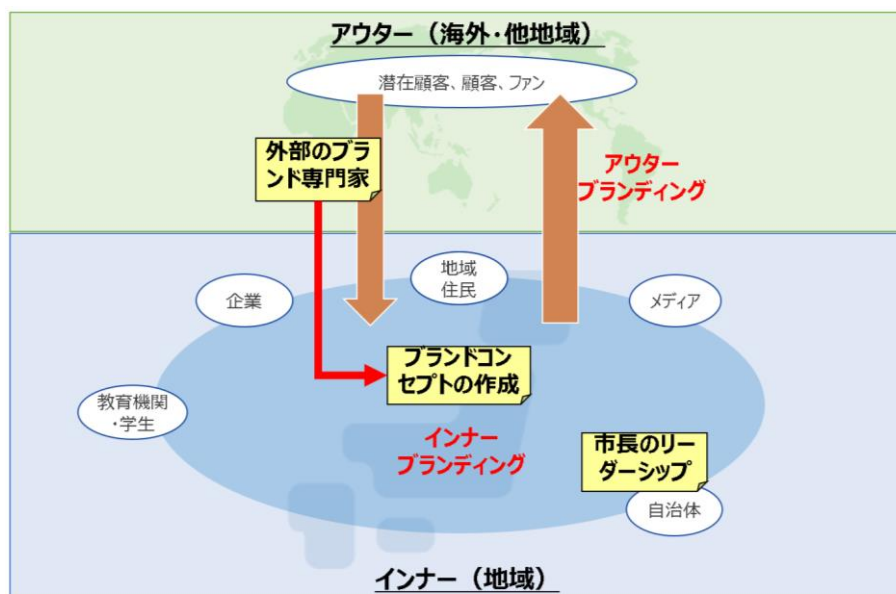 アウター（海外・他地域）
潜在顧客、顧客、ファン
外部のブラ
ンド専門家
アウター
ブランディング
地域
住民
企業
メディア
ブランドコン
セプトの作成
教育機関
・学生
インナー
ブランディング
市長のリー
ダーシップ
自治体
インナー（地域）